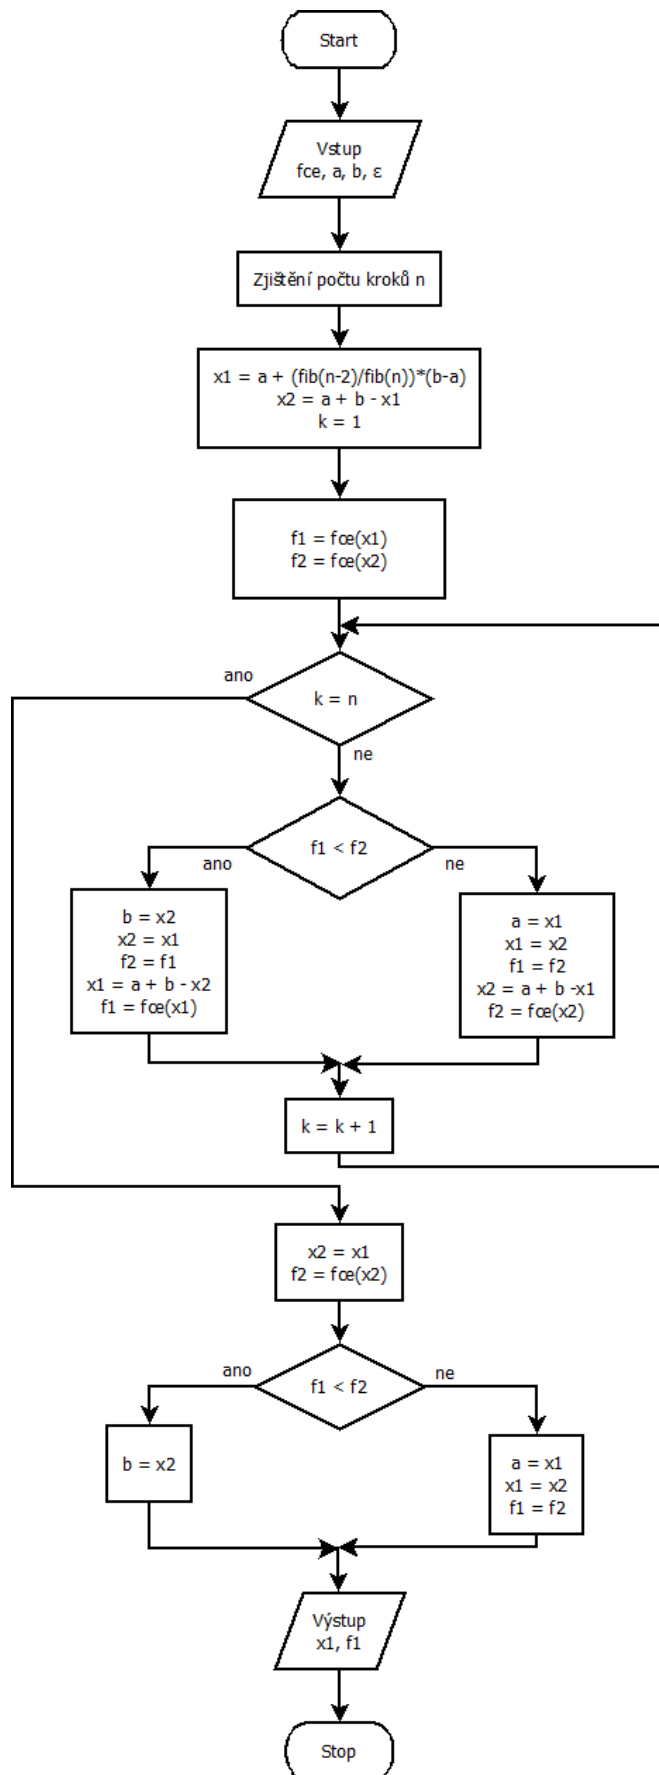 Start
Vstup
fce, a, b, ε
Zjištění počtu kroků n
x1 = a + (fib(n-2)/fib(n))*(b-a)
x2 = a + b - x1
k = 1
f1 = fce(x1)
f2 = fce(x2)
ano
k = n
ne
f1 < f2
ano
ne
b = x2
x2 = x1
f2 = f1
x1 = a + b - x2
f1 = fce(x1)
a = x1
x1 = x2
f1 = f2
x2 = a + b -x1
f2 = fce(x2)
k = k + 1
x2 = x1
f2 = fce(x2)
ano
f1 < f2
ne
b = x2
a = x1
x1 = x2
f1 = f2
Výstup
x1, f1
Stop